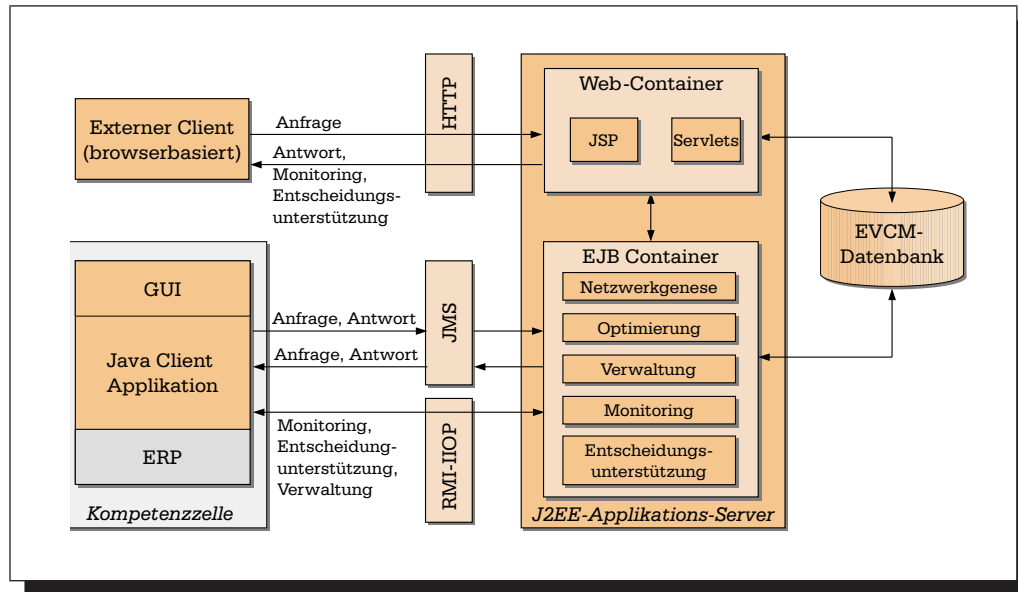 Externer Client
(browserbasiert)
Anfrage
Antwort,
Monitoring,
Entscheidungs-
unterstützung
HTTP
Web-Container
JSP
Servlets
EVCM-
Datenbank
GUI
Java Client
Applikation
ERP
Kompetenzzelle
Anfrage, Antwort
Anfrage, Antwort
JMS
Monitoring,
Entscheidung-
unterstützung,
Verwaltung
RMI-IIOP
EJB Container
Netzwerkgenese
Optimierung
Verwaltung
Monitoring
Entscheidungs-
unterstützung
J2EE-Applikations-Server